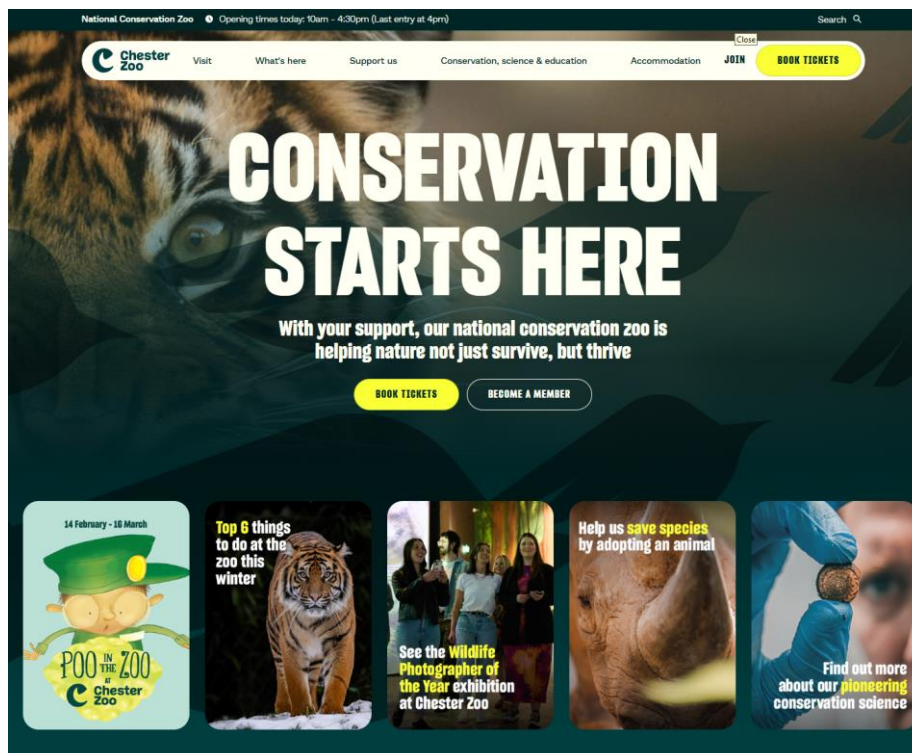 National Conservation Zoo Opening times today: 10am - 4:30pm (Last entry at 4pm) Search
Close
Chester
Zoo
Visit What's here Support us Conservation, science & education Accommodation JOIN BOOK TICKETS
CONSERVATION
STARTS HERE
With your support, our national conservation zoo is
helping nature not just survive, but thrive
BOOK TICKETS BECOME A MEMBER
14 February - 16 March
POO IN THE ZOO
AT
Chester
Zoo
Top 6 things
to do at the
zoo this
winter
See the Wildlife
Photographer of
the Year exhibition
at Chester Zoo
Help us save species
by adopting an animal
Find out more
about our pioneering
conservation science